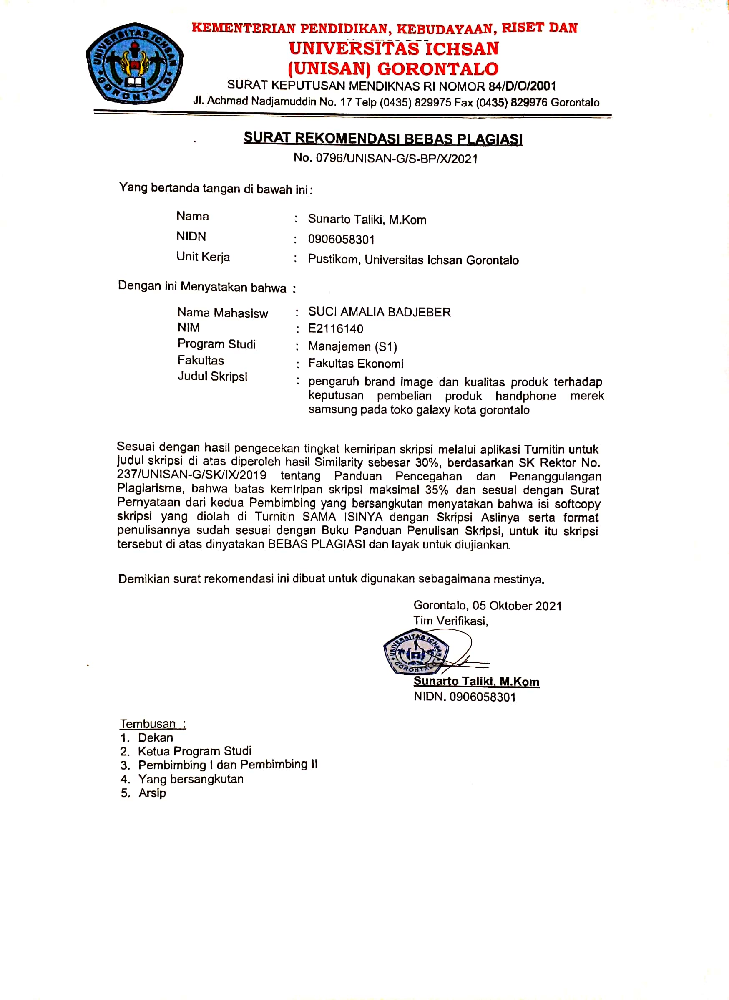 KEMENTERIAN PENDIDIKAN, KEBUDAYAAN, RISET DAN
UNIVERSITAS ICHSAN
(UNISAN) GORONTALO
SURAT KEPUTUSAN MENDIKNAS RI NOMOR 84/D/O/2001
Jl. Achmad Nadjamuddin No. 17 Telp (0435) 829975 Fax (0435) 829976 Gorontalo
UNIVERSITAS ICHSAN
GORONTALO
SURAT REKOMENDASI BEBAS PLAGIASI
No. 0796/UNISAN-G/S-BP/X/2021
Yang bertanda tangan di bawah ini :
Nama : Sunarto Taliki, M.Kom
NIDN : 0906058301
Unit Kerja : Pustikom, Universitas Ichsan Gorontalo
Dengan ini Menyatakan bahwa :
Nama Mahasisw : SUCI AMALIA BADJEBER
NIM : E2116140
Program Studi : Manajemen (S1)
Fakultas : Fakultas Ekonomi
Judul Skripsi : pengaruh brand image dan kualitas produk terhadap
keputusan pembelian produk handphone merek
samsung pada toko galaxy kota gorontalo
Sesuai dengan hasil pengecekan tingkat kemiripan skripsi melalui aplikasi Turnitin untuk
judul skripsi di atas diperoleh hasil Similarity sebesar 30%, berdasarkan SK Rektor No.
237/UNISAN-G/SK/IX/2019 tentang Panduan Pencegahan dan Penanggulangan
Plagiarisme, bahwa batas kemiripan skripsi maksimal 35% dan sesuai dengan Surat
Pernyataan dari kedua Pembimbing yang bersangkutan menyatakan bahwa isi softcopy
skripsi yang diolah di Turnitin SAMA ISINYA dengan Skripsi Aslinya serta format
penulisannya sudah sesuai dengan Buku Panduan Penulisan Skripsi, untuk itu skripsi
tersebut di atas dinyatakan BEBAS PLAGIASI dan layak untuk diujiankan.
Demikian surat rekomendasi ini dibuat untuk digunakan sebagaimana mestinya.
Gorontalo, 05 Oktober 2021
Tim Verifikasi,
UNIVERSITAS ICHSAN
GORONTALO
Sunarto Taliki, M.Kom
NIDN. 0906058301
Tembusan :
1. Dekan
2. Ketua Program Studi
3. Pembimbing I dan Pembimbing II
4. Yang bersangkutan
5. Arsip